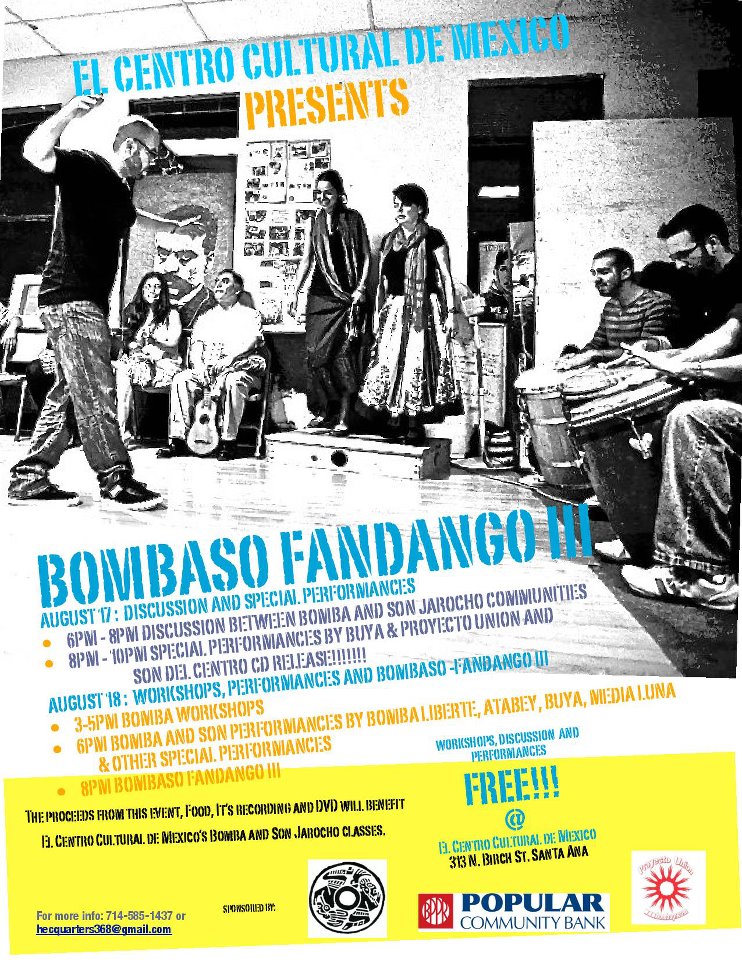 EL CENTRO CULTURAL DE MEXICO
PRESENTS
BOMBASO FANDANGO III
AUGUST 17 : DISCUSSION AND SPECIAL PERFORMANCES
• 6PM - 8PM DISCUSSION BETWEEN BOMBA AND SON JAROCHO COMMUNITIES
• 8PM - 10PM SPECIAL PERFORMANCES BY BUYA & PROYECTO UNION AND
SON DEL CENTRO CD RELEASE!!!!!!!
AUGUST 18 : WORKSHOPS, PERFORMANCES AND BOMBASO -FANDANGO III
• 3-5PM BOMBA WORKSHOPS
• 6PM BOMBA AND SON PERFORMANCES BY BOMBA LIBERTE, ATABEY, BUYA, MEDIA LUNA
& OTHER SPECIAL PERFORMANCES
• 8PM BOMBASO FANDANGO III
WORKSHOPS, DISCUSSION AND
PERFORMANCES
FREE!!!
@
EL CENTRO CULTURAL DE MEXICO
313 N. BIRCH ST. SANTA ANA
THE PROCEEDS FROM THIS EVENT, FOOD, IT'S RECORDING AND DVD WILL BENEFIT
EL CENTRO CULTURAL DE MEXICO'S BOMBA AND SON JAROCHO CLASSES.
For more info: 714-585-1437 or
hecquarters368@gmail.com
SPONSORED BY:
POPULAR
COMMUNITY BANK
Proyecto Union